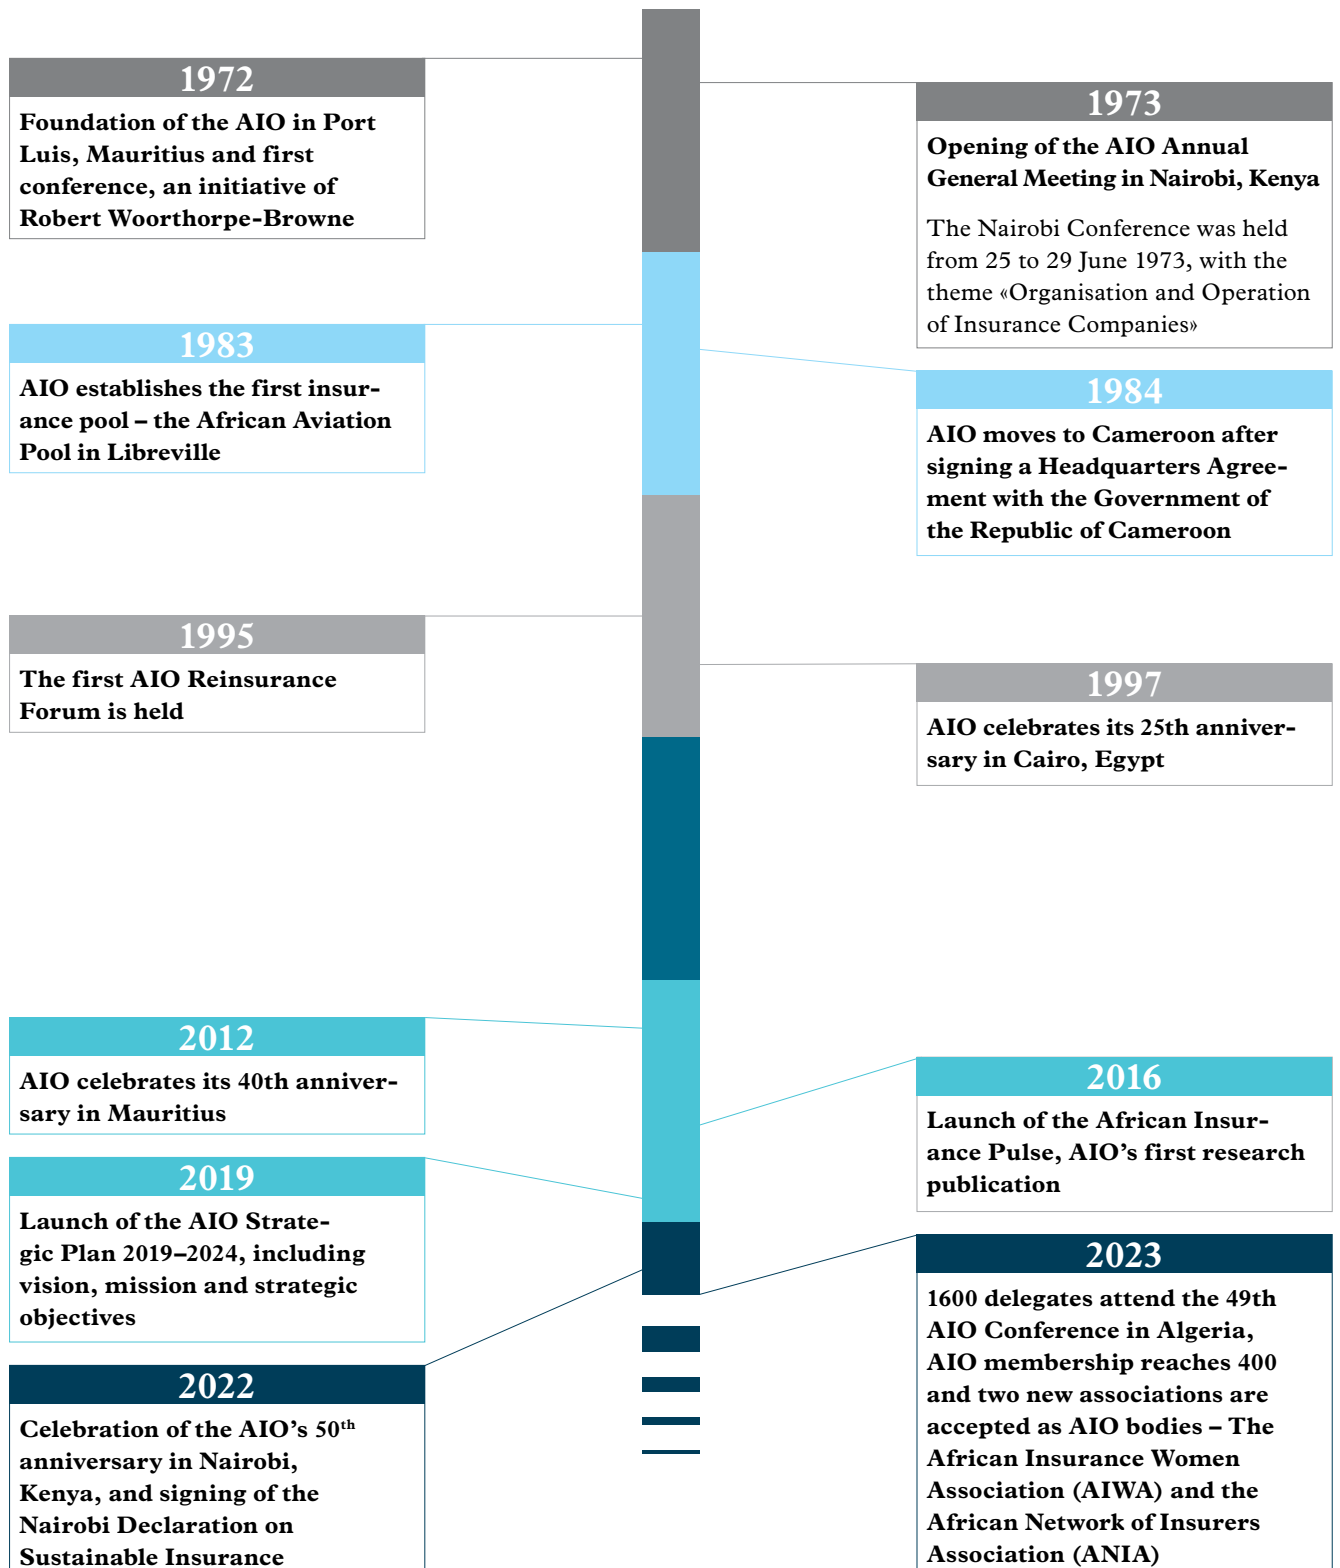 1972
Foundation of the AIO in Port
Luis, Mauritius and first
conference, an initiative of
Robert Woorthorpe-Browne
1973
Opening of the AIO Annual
General Meeting in Nairobi, Kenya
The Nairobi Conference was held
from 25 to 29 June 1973, with the
theme «Organisation and Operation
of Insurance Companies»
1983
AIO establishes the first insur-
ance pool – the African Aviation
Pool in Libreville
1984
AIO moves to Cameroon after
signing a Headquarters Agree-
ment with the Government of
the Republic of Cameroon
1995
The first AIO Reinsurance
Forum is held
1997
AIO celebrates its 25th anniver-
sary in Cairo, Egypt
2012
AIO celebrates its 40th anniver-
sary in Mauritius
2016
Launch of the African Insur-
ance Pulse, AIO’s first research
publication
2019
Launch of the AIO Strate-
gic Plan 2019–2024, including
vision, mission and strategic
objectives
2022
Celebration of the AIO’s 50th
anniversary in Nairobi,
Kenya, and signing of the
Nairobi Declaration on
Sustainable Insurance
2023
1600 delegates attend the 49th
AIO Conference in Algeria,
AIO membership reaches 400
and two new associations are
accepted as AIO bodies – The
African Insurance Women
Association (AIWA) and the
African Network of Insurers
Association (ANIA)